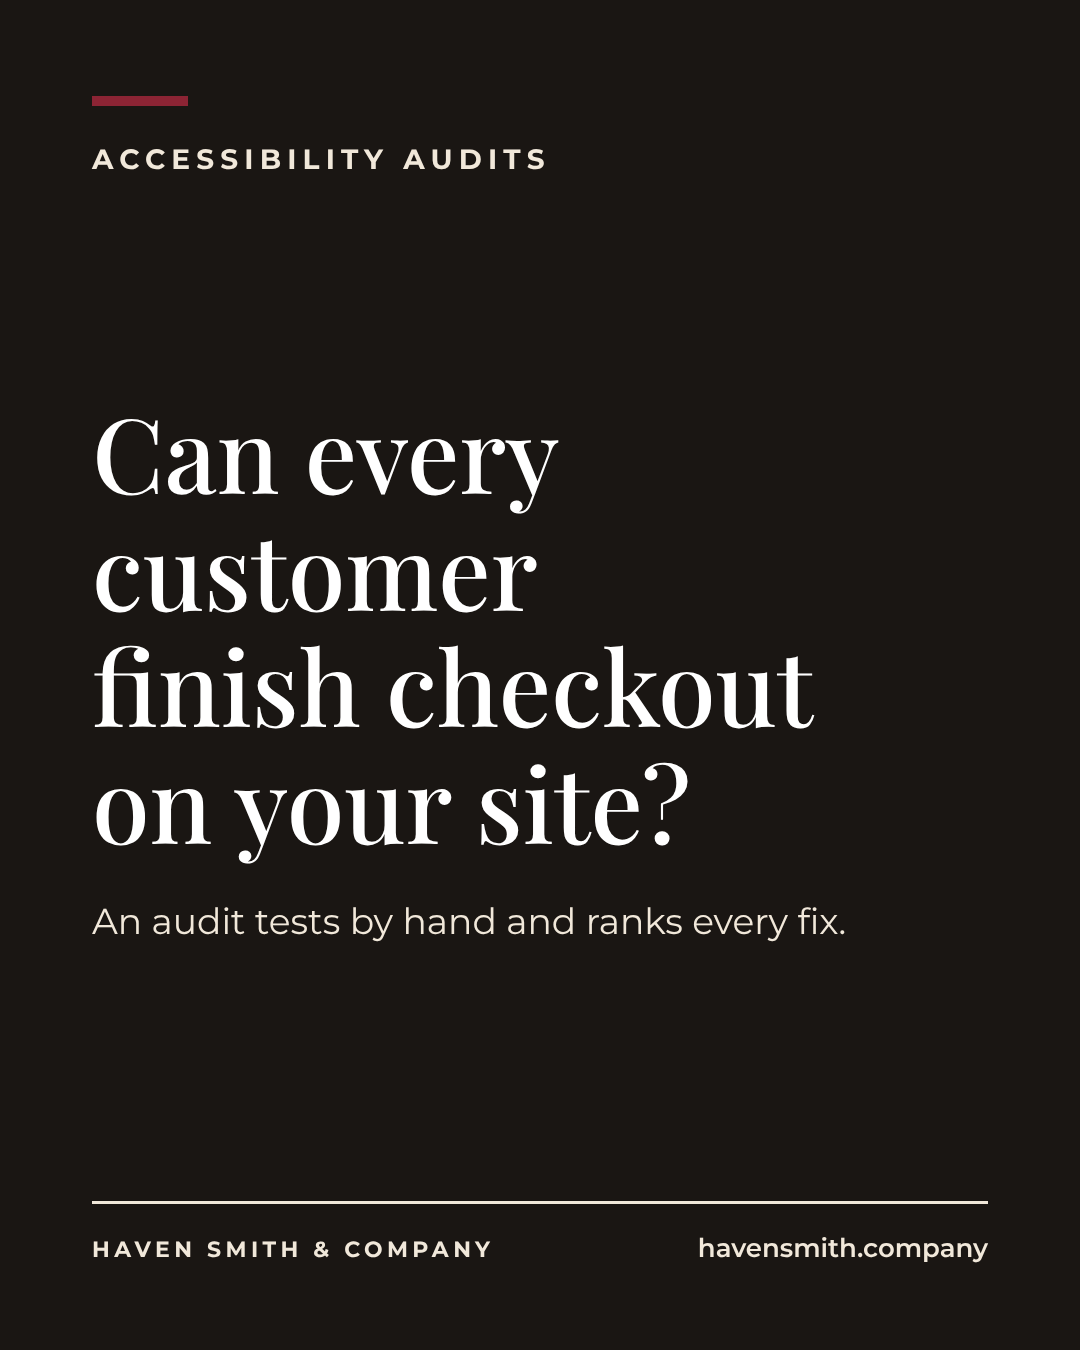 ACCESSIBILITY AUDITS
Can every
customer
finish checkout
on your site?
An audit tests by hand and ranks every fix.
HAVEN SMITH & COMPANY
havensmith.company